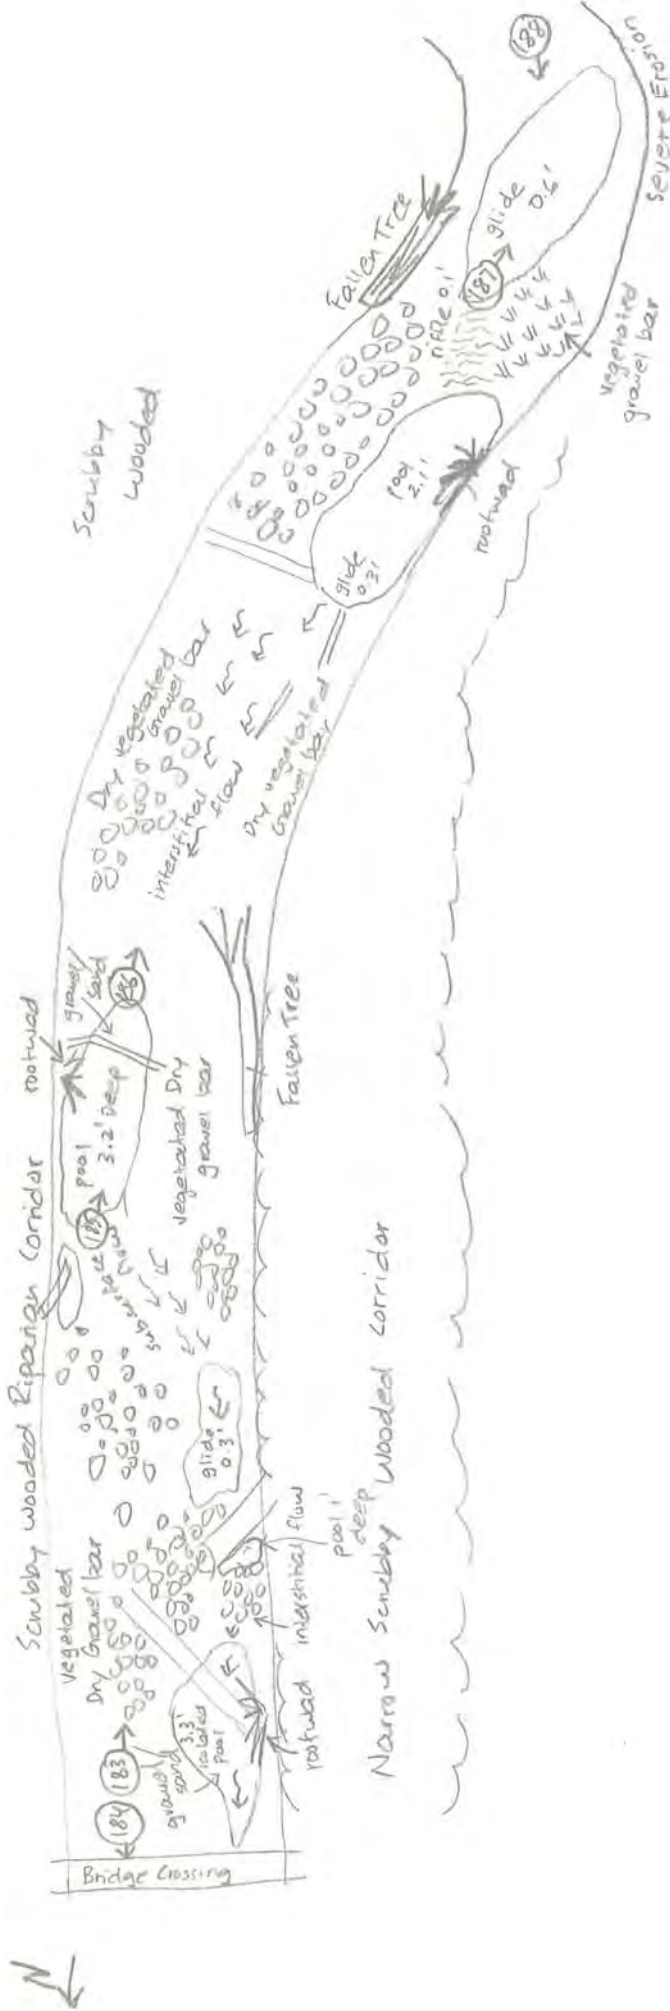 N
Bridge Crossing
184
183
gravel/
sand
3.3'
isolated
pool
rootwad
Vegetated
Dry Gravel bar
Scrubby Wooded Riparian Corridor
interstitial flow
pool 1'
deep
Narrow Scrubby Wooded Corridor
glide
0.3'
sub surface
flow
185
pool
3.2' Deep
rootwad
gravel/
sand
186
vegetated Dry
gravel bar
Fallen Tree
Dry vegetated
Gravel bar
interstitial
flow
Dry vegetated
Gravel bar
Scrubby
Wooded
glide
0.3'
pool
2.1'
rootwad
Fallen Tree
riffle 0.1'
187
glide
0.6'
vegetated
gravel bar
188
Severe Erosion